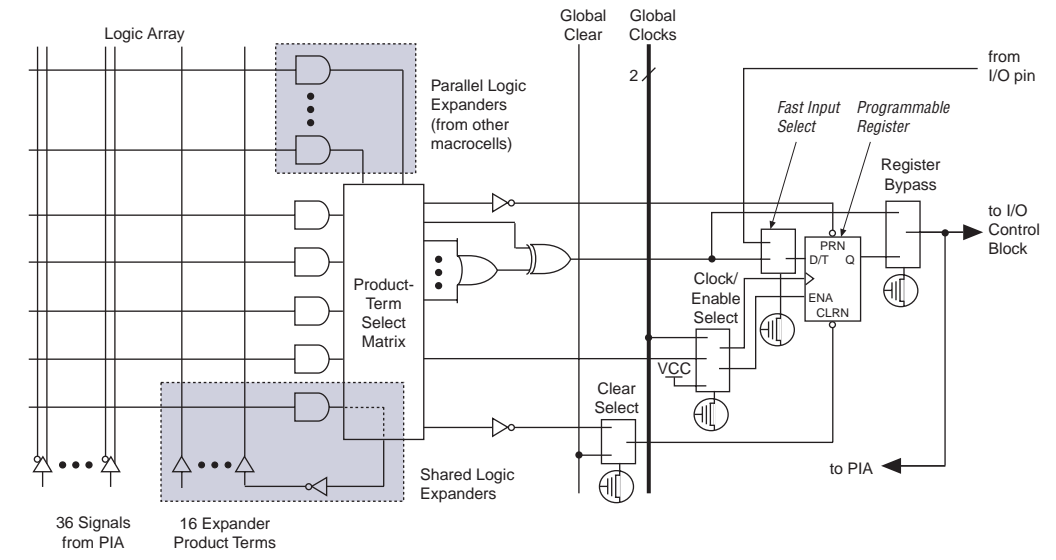 Logic Array
Global
Clear
Global
Clocks
2
from
I/O pin
Parallel Logic
Expanders
(from other
macrocells)
Fast Input
Select
Programmable
Register
Register
Bypass
to I/O
Control
Block
PRN
D/T Q
ENA
CLRN
Clock/
Enable
Select
Product-
Term
Select
Matrix
VCC
Clear
Select
to PIA
Shared Logic
Expanders
36 Signals
from PIA
16 Expander
Product Terms